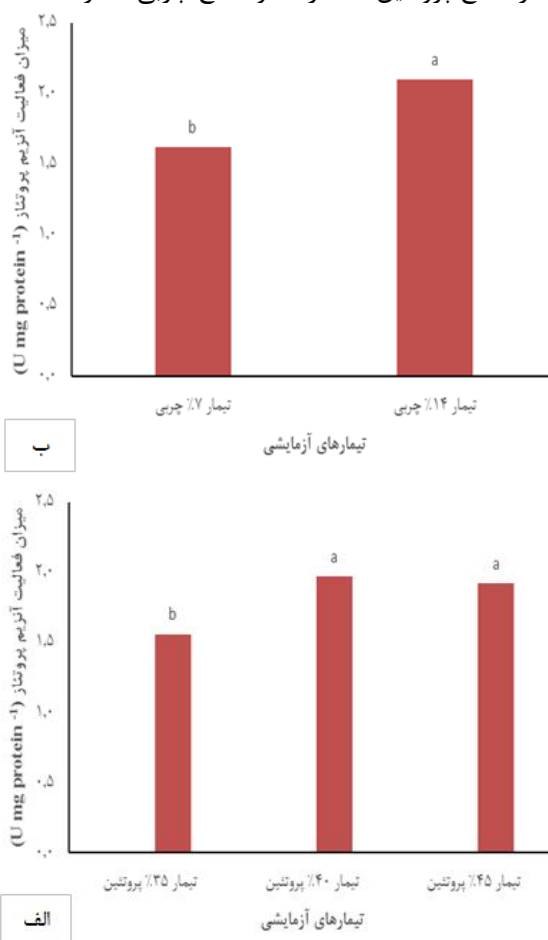 ۲,۵
۲,۰
۱,۵
۱,۰
۰,۵
۰,۰
میزان فعالیت آنزیم پروتئاز (U mg protein ⁻¹)
b
a
تیمار ۷٪ چربی
تیمار ۱۴٪ چربی
تیمارهای آزمایشی
ب
۲,۵
۲,۰
۱,۵
۱,۰
۰,۵
۰,۰
میزان فعالیت آنزیم پروتئاز (U mg protein ⁻¹)
b
a
a
تیمار ۳۵٪ پروتئین
تیمار ۴۰٪ پروتئین
تیمار ۴۵٪ پروتئین
تیمارهای آزمایشی
الف